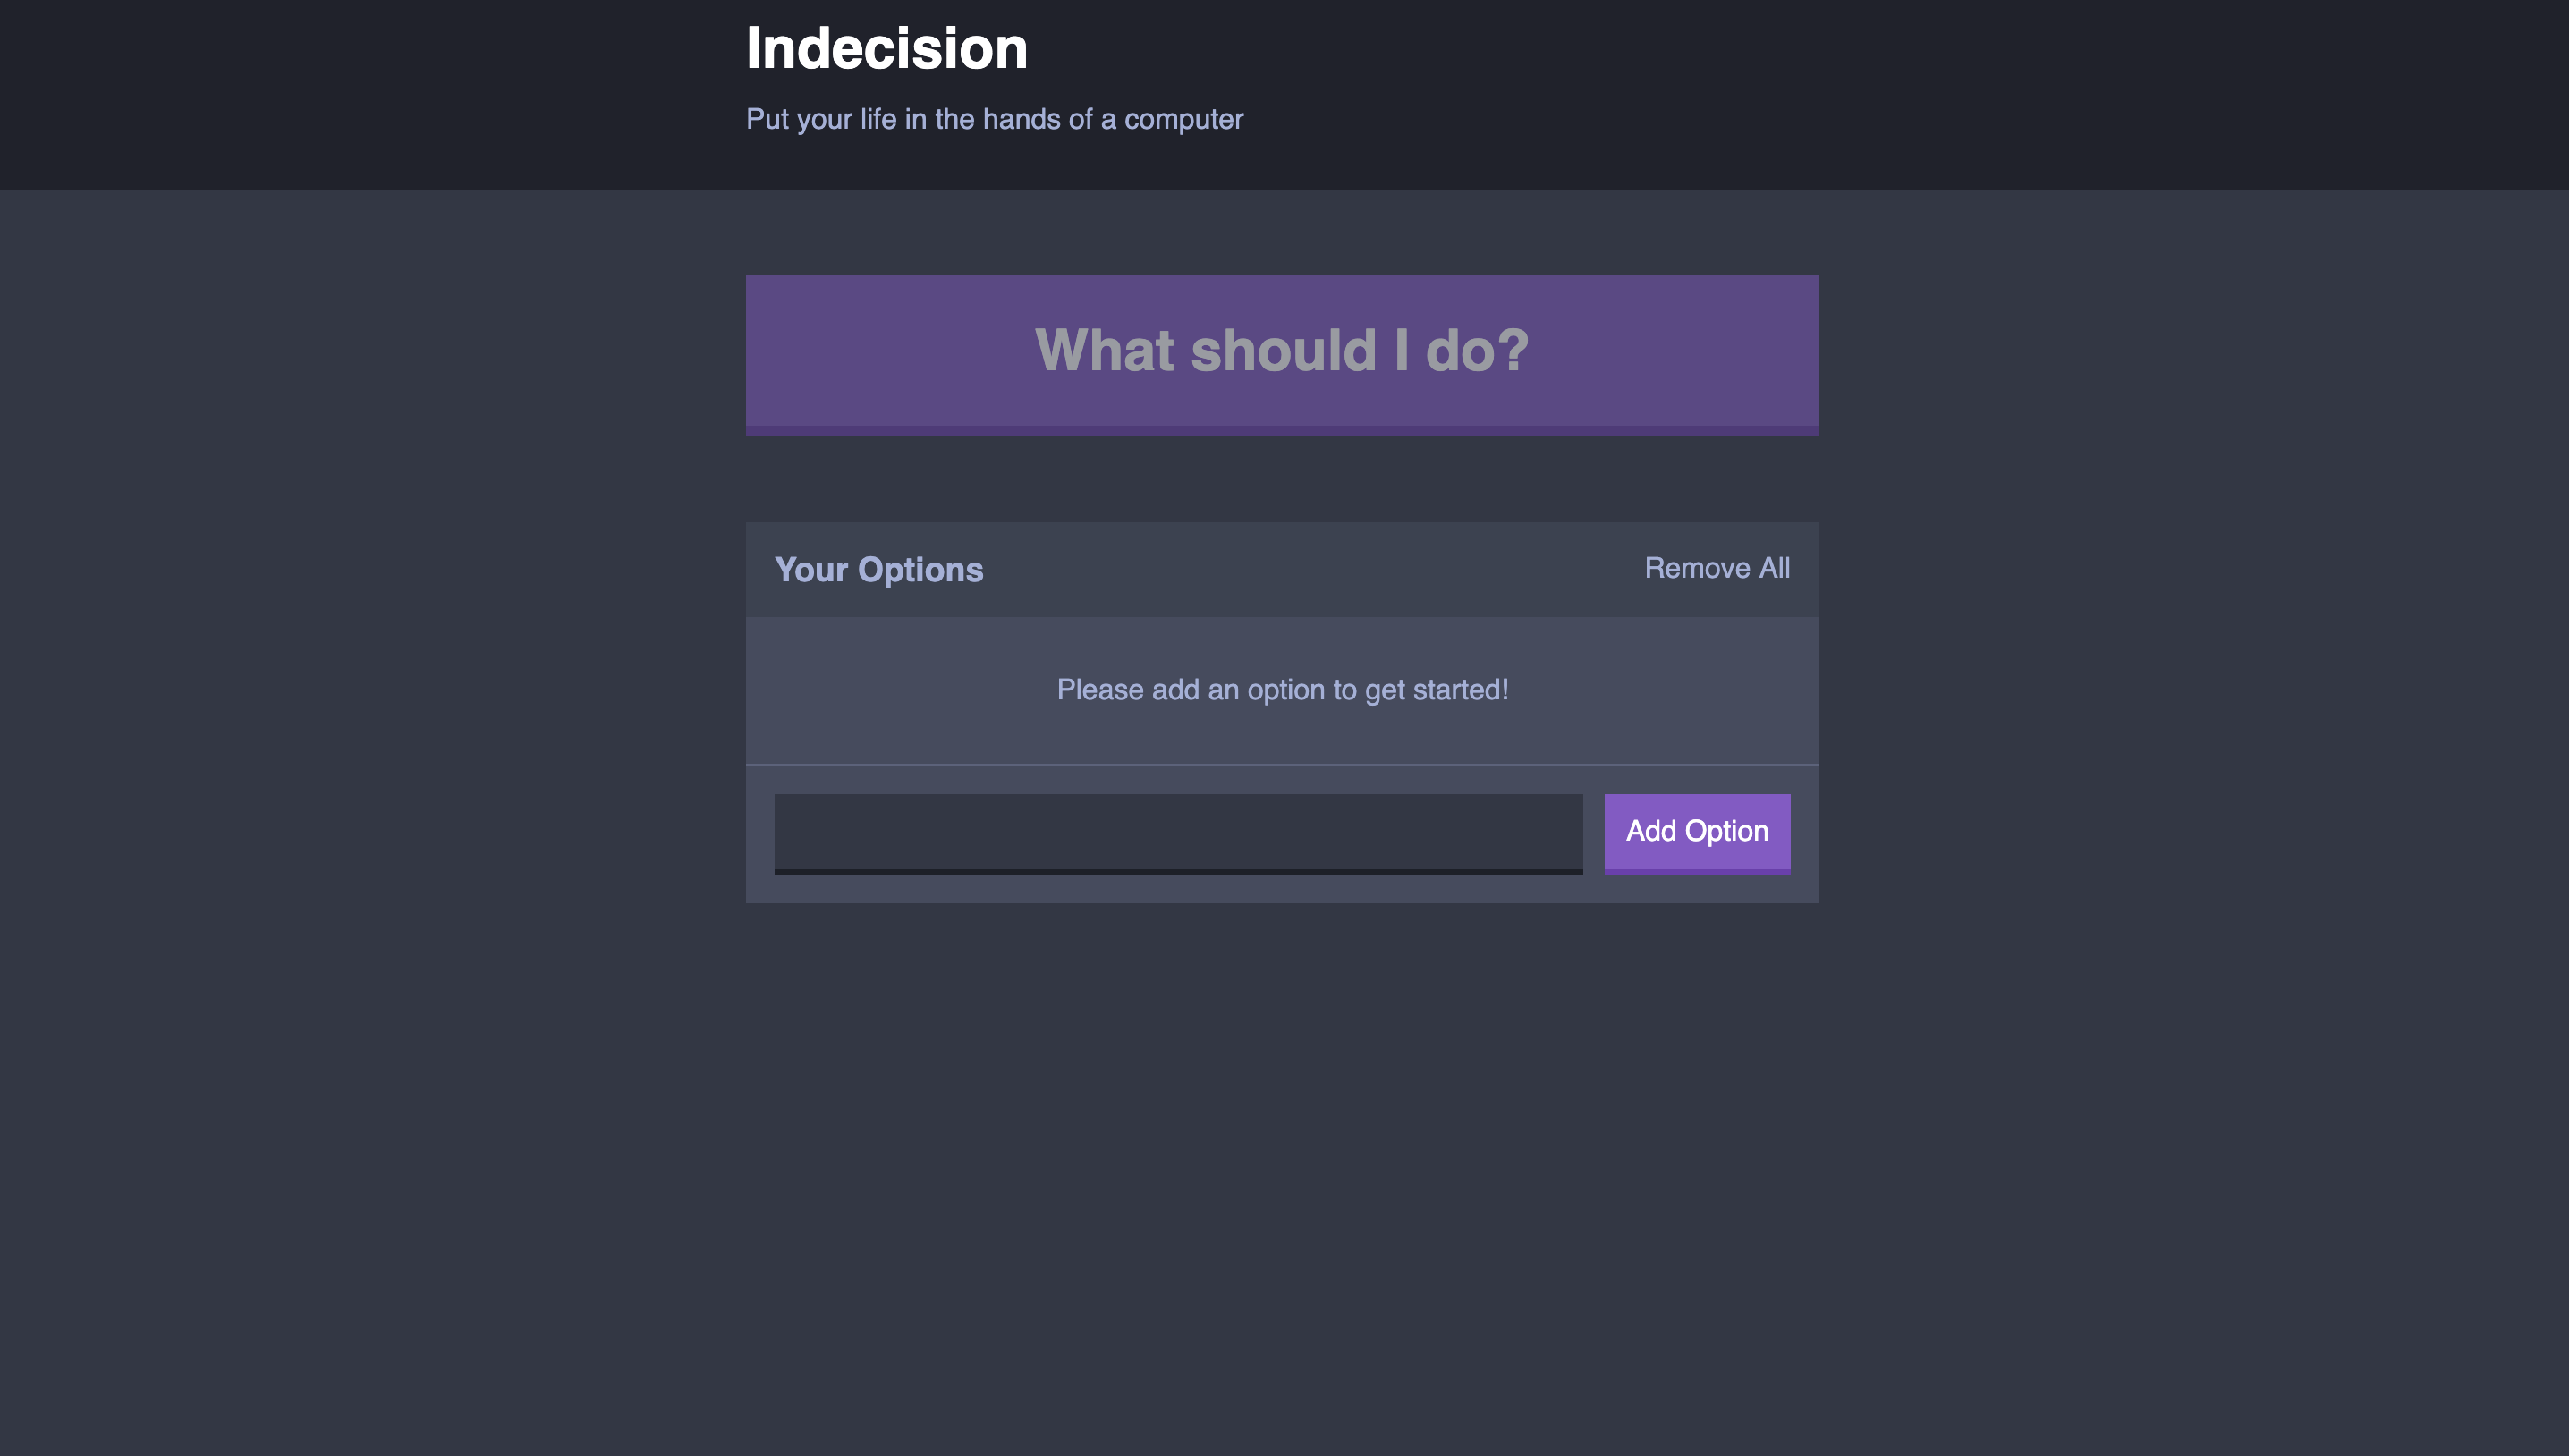 Indecision
Put your life in the hands of a computer
What should I do?
Your Options
Remove All
Please add an option to get started!
Add Option